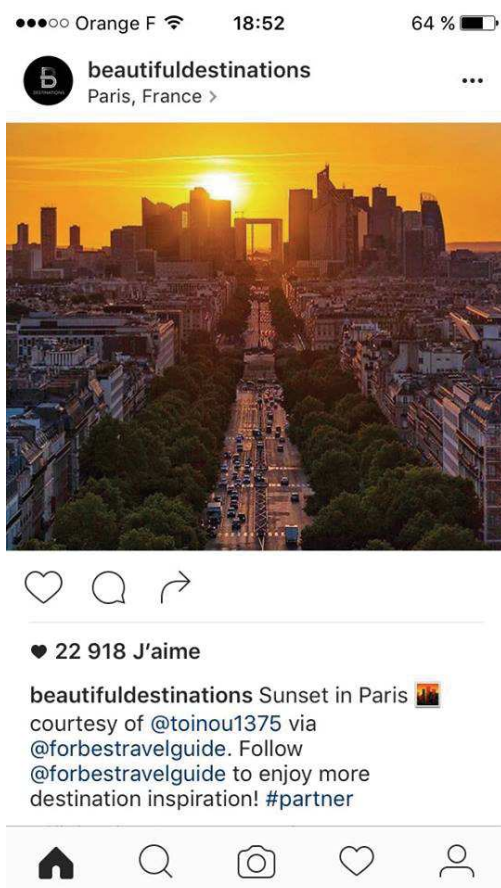 Orange F 18:52 64 %
beautifuldestinations
Paris, France >
22 918 J’aime
beautifuldestinations Sunset in Paris 🌇
courtesy of @toinou1375 via
@forbestravelguide. Follow
@forbestravelguide to enjoy more
destination inspiration! #partner